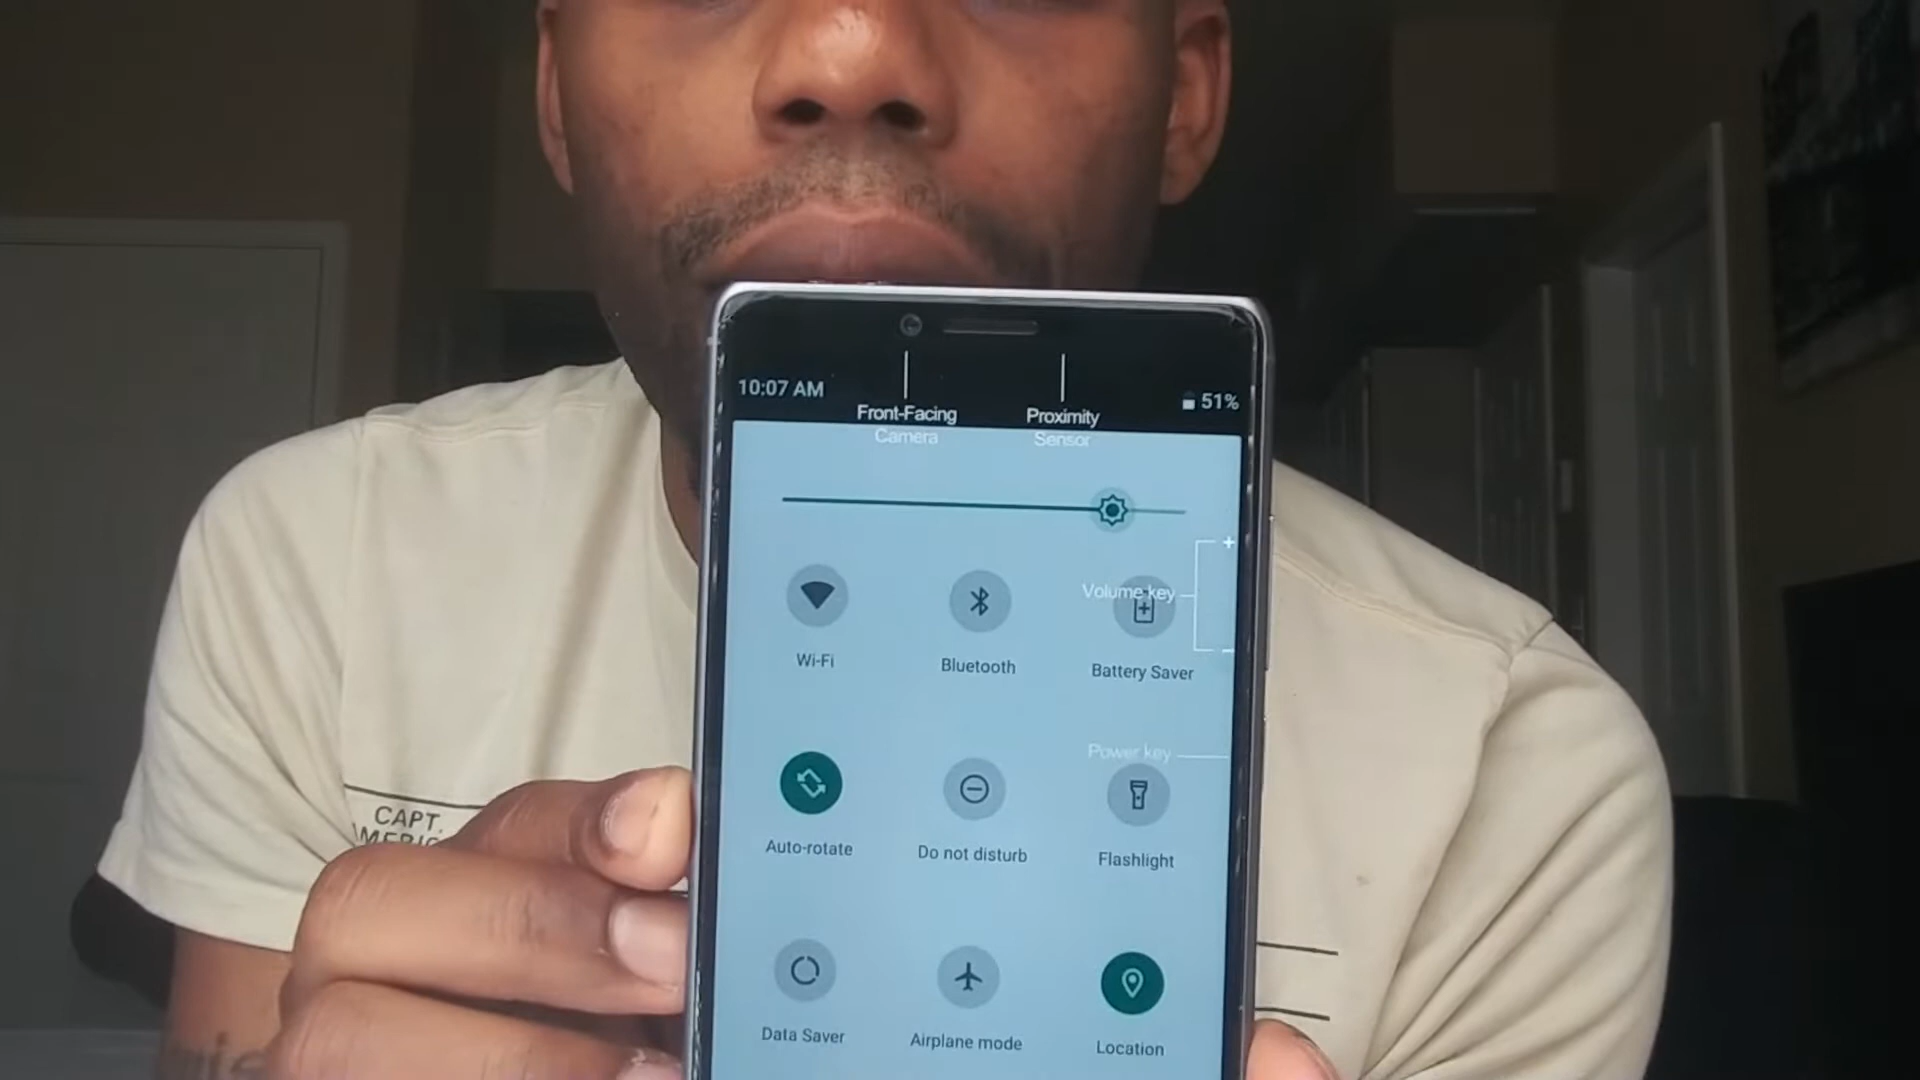 10:07 AM
51%
Front-Facing
Camera
Proximity
Sensor
+
Volume key
Wi-Fi
Bluetooth
Battery Saver
Power key
Auto-rotate
Do not disturb
Flashlight
Data Saver
Airplane mode
Location
CAPT.